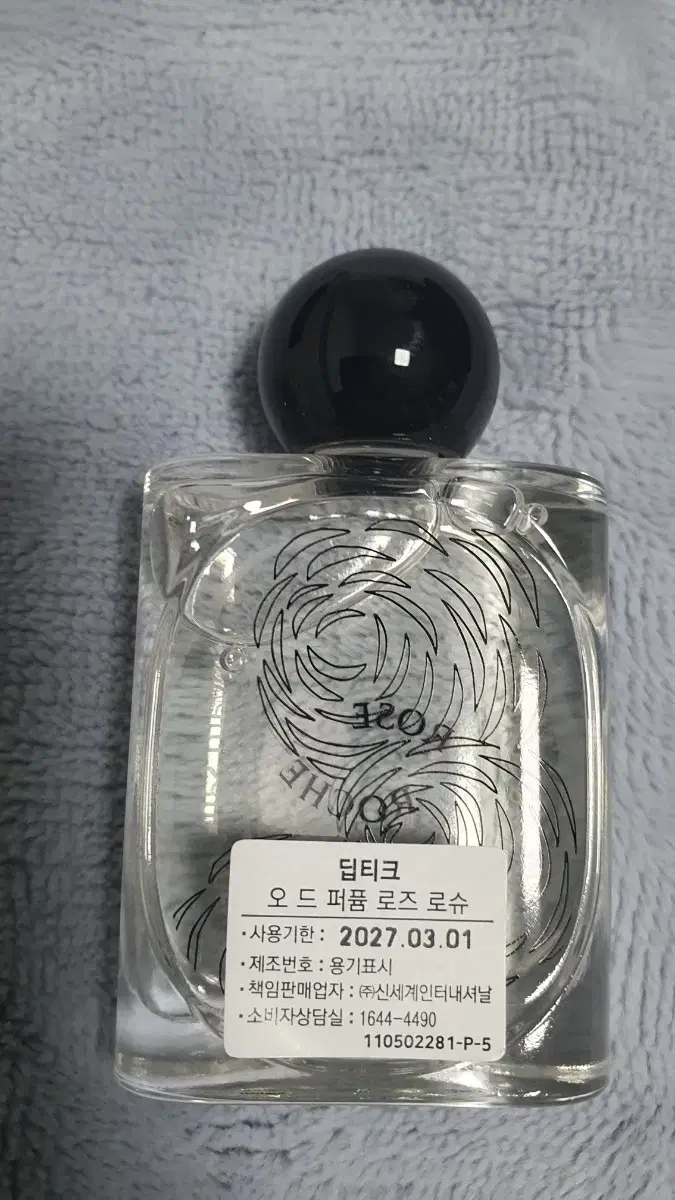 ROSE
ROCHE
딥티크
오 드 퍼퓸 로즈 로슈
·사용기한 : 2027.03.01
·제조번호 : 용기표시
·책임판매업자 : ㈜신세계인터내셔날
·소비자상담실 : 1644-4490
110502281-P-5